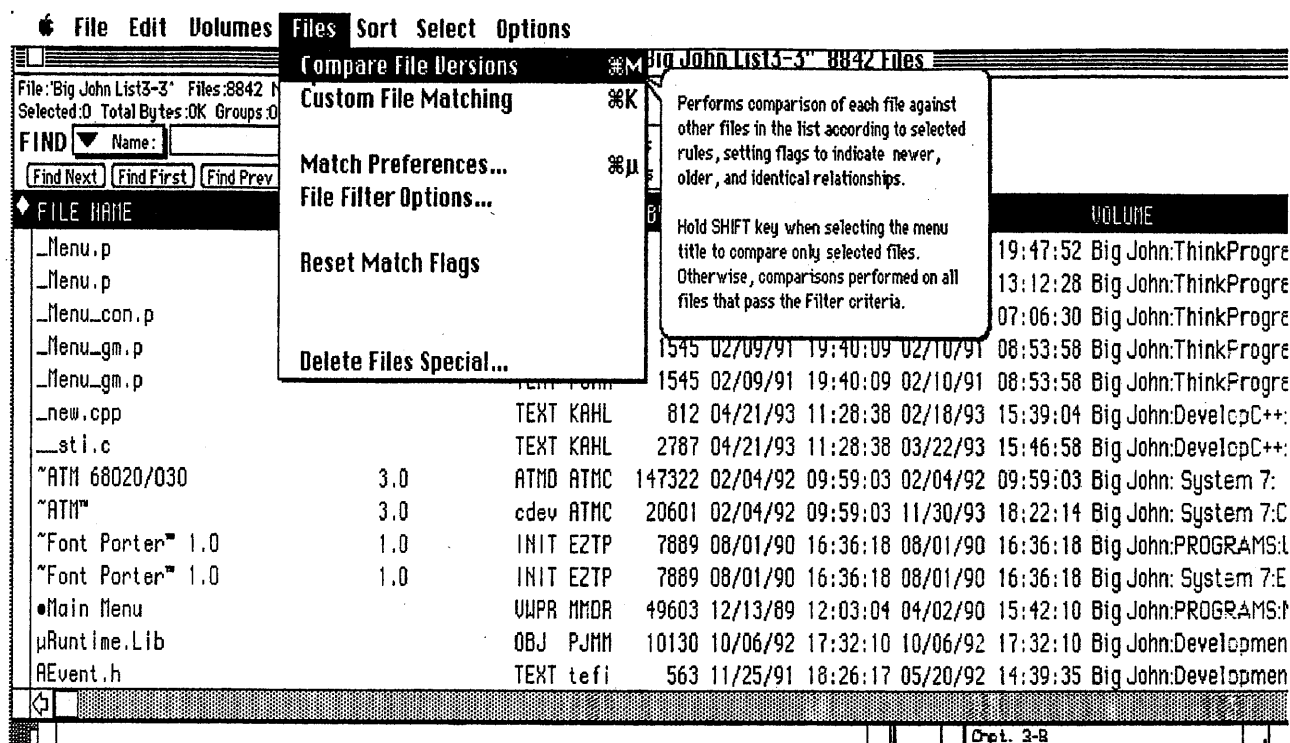 File Edit Volumes Files Sort Select Options
Big John List3-3" 8842 Files
File:"Big John List3-3" Files:8842
Selected:0 Total Bytes:0K Groups:0
FIND ▼ Name:
Find Next Find First Find Prev
Compare File Versions ⌘M
Custom File Matching ⌘K
Match Preferences... ⌘µ
File Filter Options...
Reset Match Flags
Delete Files Special...
Performs comparison of each file against
other files in the list according to selected
rules, setting flags to indicate newer,
older, and identical relationships.
Hold SHIFT key when selecting the menu
title to compare only selected files.
Otherwise, comparisons performed on all
files that pass the Filter criteria.
FILE NAME VOLUME
_Menu.p 19:47:52 Big John:ThinkProgre
_Menu.p 13:12:28 Big John:ThinkProgre
_Menu_con.p 07:06:30 Big John:ThinkProgre
_Menu_gm.p 1545 02/09/91 19:40:09 02/10/91 08:53:58 Big John:ThinkProgre
_Menu_gm.p 1545 02/09/91 19:40:09 02/10/91 08:53:58 Big John:ThinkProgre
_new.cpp TEXT KAHL 812 04/21/93 11:28:38 02/18/93 15:39:04 Big John:DevelopC++:
__sti.c TEXT KAHL 2787 04/21/93 11:28:38 03/22/93 15:46:58 Big John:DevelopC++:
~ATM 68020/030 3.0 ATMD ATMC 147322 02/04/92 09:59:03 02/04/92 09:59:03 Big John: System 7:
~ATM™ 3.0 cdev ATMC 20601 02/04/92 09:59:03 11/30/93 18:22:14 Big John: System 7:C
~Font Porter™ 1.0 1.0 INIT EZTP 7889 08/01/90 16:36:18 08/01/90 16:36:18 Big John:PROGRAMS:U
~Font Porter™ 1.0 1.0 INIT EZTP 7889 08/01/90 16:36:18 08/01/90 16:36:18 Big John: System 7:E
•Main Menu VWPR MMDR 49603 12/13/89 12:03:04 04/02/90 15:42:10 Big John:PROGRAMS:M
µRuntime.Lib OBJ PJMM 10130 10/06/92 17:32:10 10/06/92 17:32:10 Big John:Developmen
AEvent.h TEXT tefi 563 11/25/91 18:26:17 05/20/92 14:39:35 Big John:Developmen
Chpt. 3-B